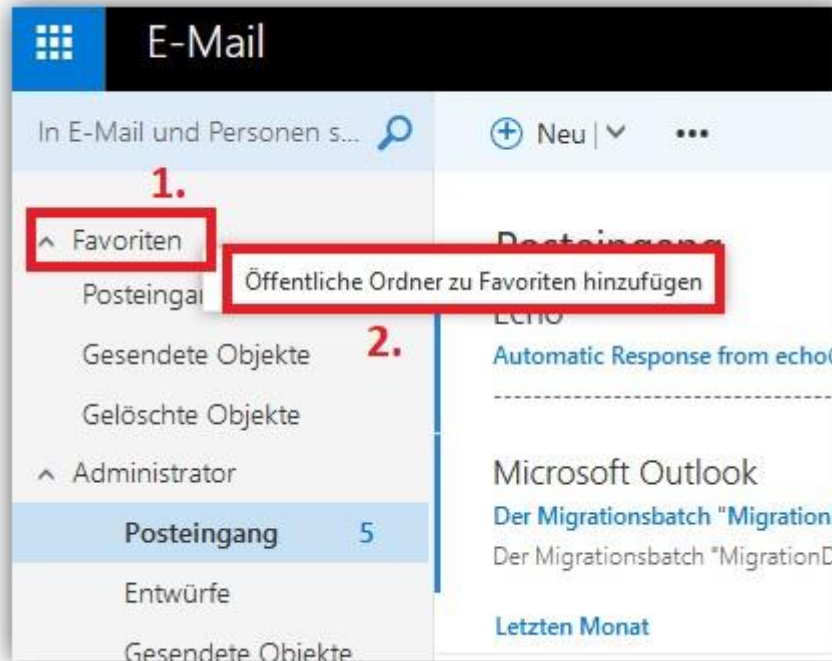 E-Mail
In E-Mail und Personen s...
Neu
1.
Favoriten
Öffentliche Ordner zu Favoriten hinzufügen
Posteingang
Posteingan
Echo
2.
Gesendete Objekte
Automatic Response from echo
Gelöschte Objekte
Administrator
Microsoft Outlook
Posteingang 5
Der Migrationsbatch "Migration
Der Migrationsbatch "MigrationD
Entwürfe
Letzten Monat
Gesendete Objekte